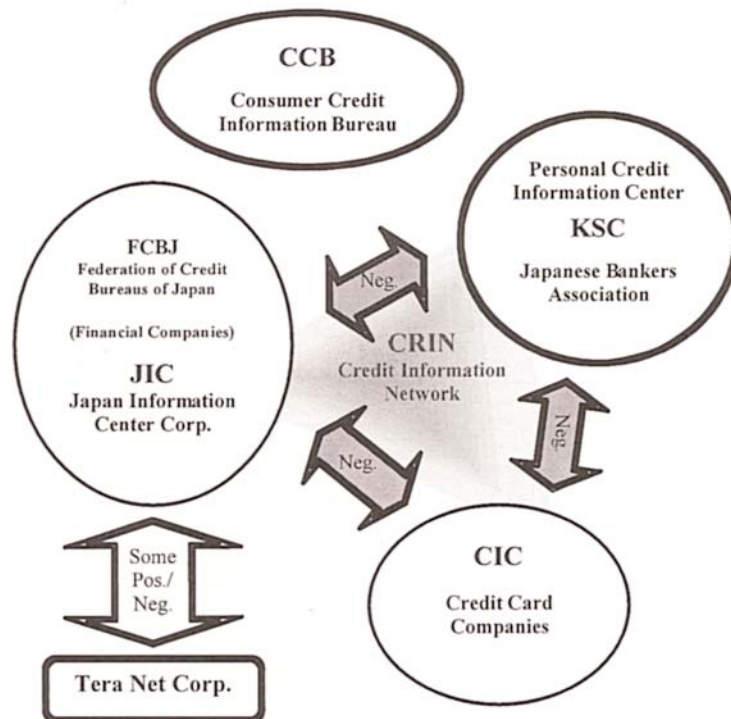 CCB
Consumer Credit
Information Bureau
Personal Credit
Information Center
KSC
Japanese Bankers
Association
FCBJ
Federation of Credit
Bureaus of Japan
(Financial Companies)
JIC
Japan Information
Center Corp.
Neg.
CRIN
Credit Information
Network
Neg.
Neg.
Some
Pos./
Neg.
CIC
Credit Card
Companies
Tera Net Corp.